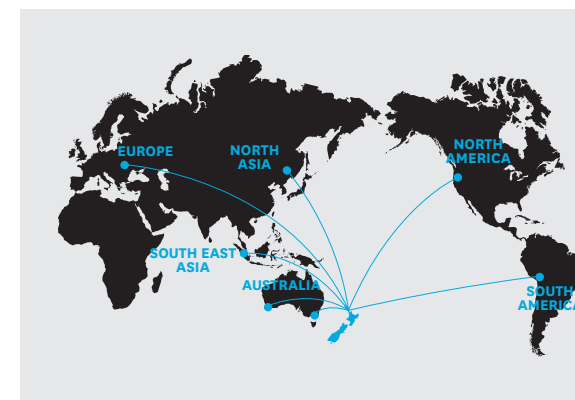 EUROPE
NORTH
ASIA
NORTH
AMERICA
SOUTH EAST
ASIA
AUSTRALIA
SOUTH
AMERICA